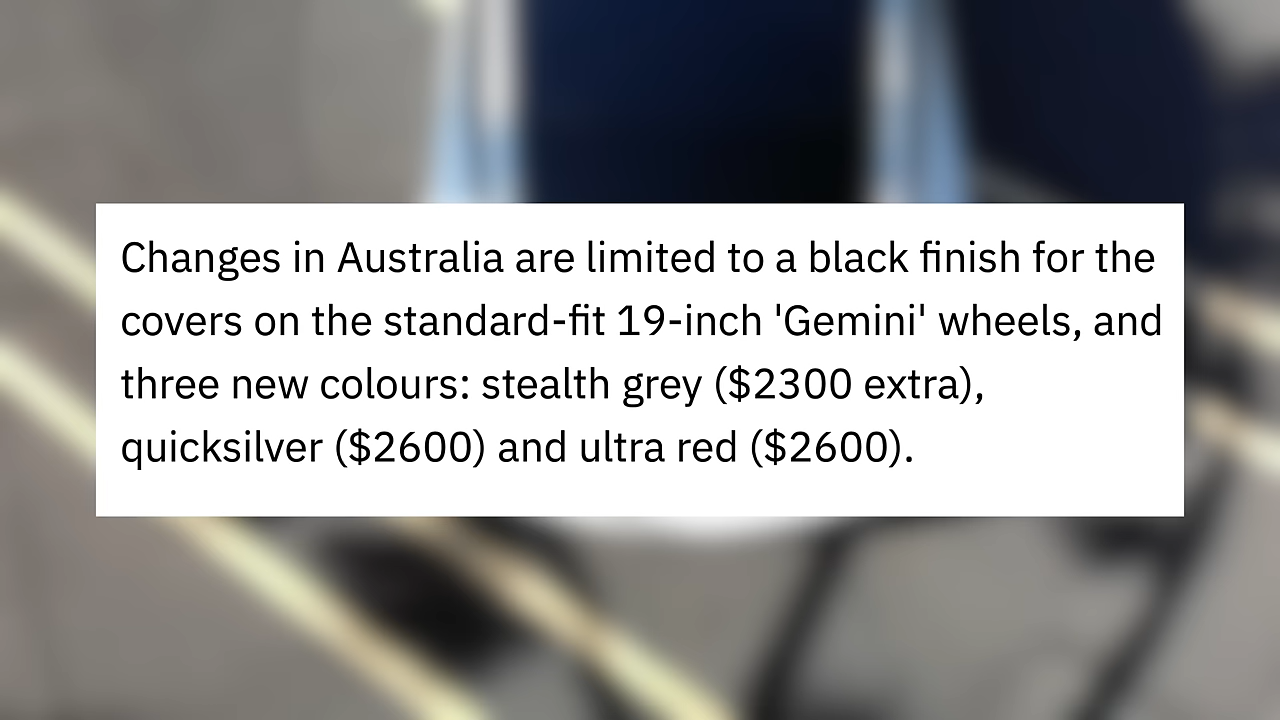 Changes in Australia are limited to a black finish for the
covers on the standard-fit 19-inch 'Gemini' wheels, and
three new colours: stealth grey ($2300 extra),
quicksilver ($2600) and ultra red ($2600).